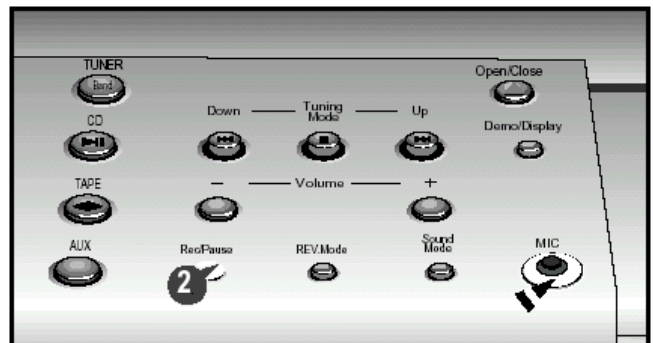 TUNER
Band
Open/Close
CD
Down
Tuning
Mode
Up
Demo/Display
TAPE
−
Volume
+
AUX
Rec/Pause
REV.Mode
Sound
Mode
MIC
2